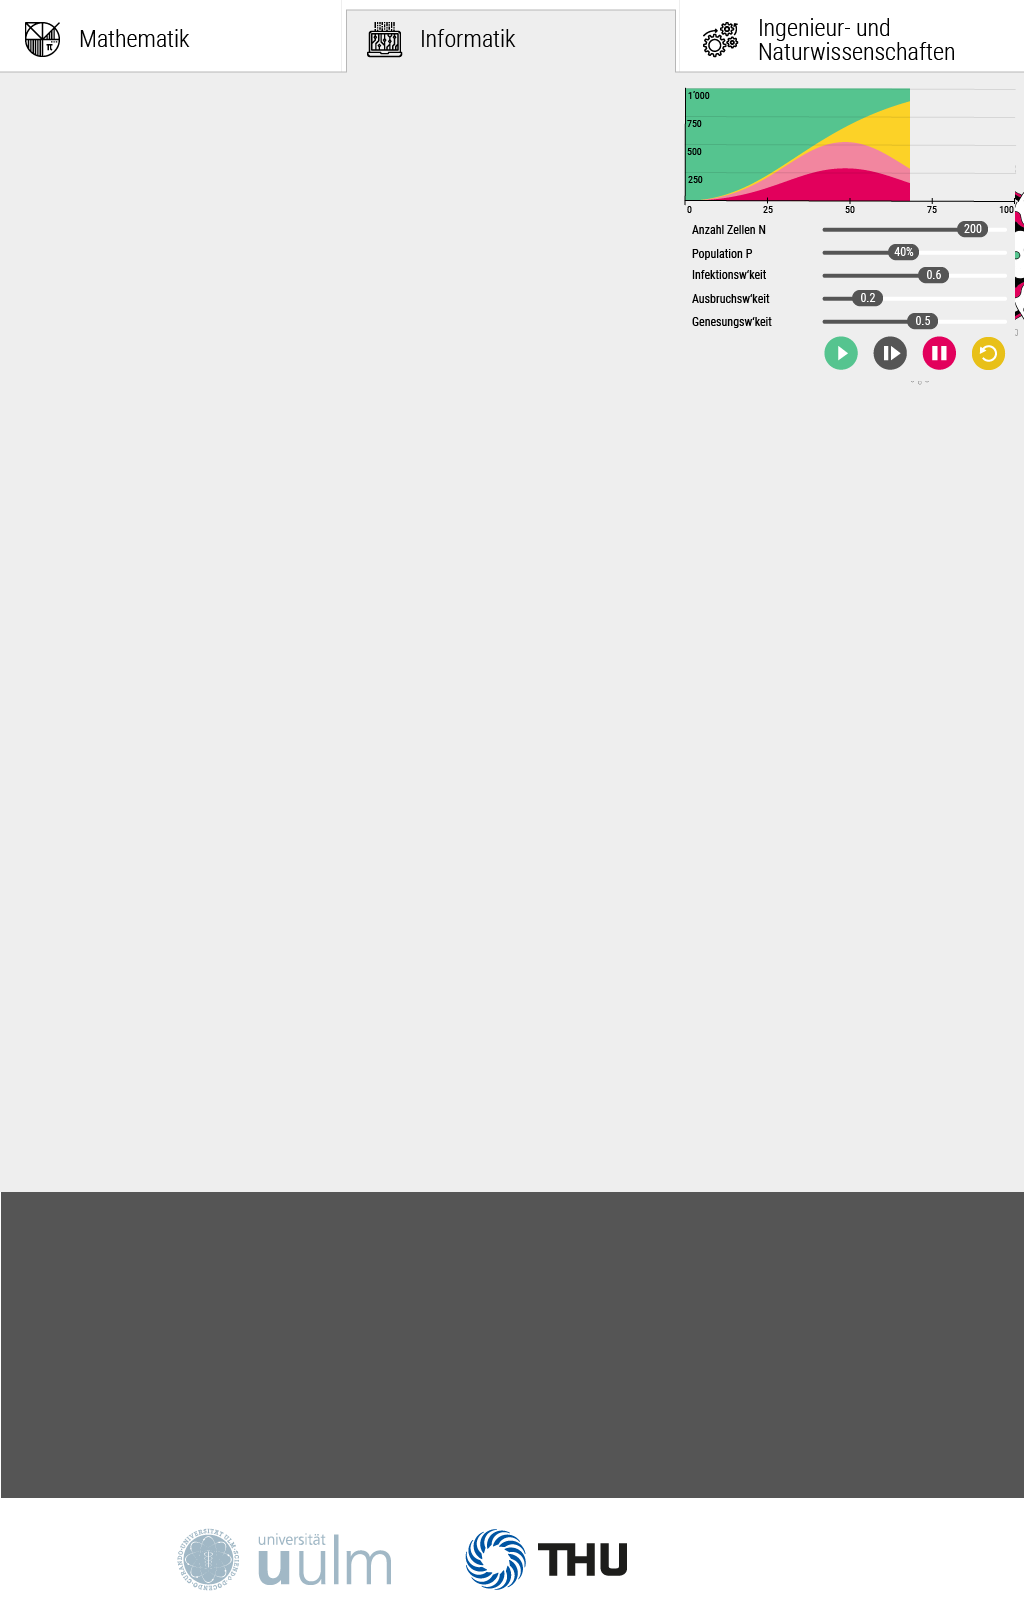 Mathematik
Informatik
Ingenieur- und
Naturwissenschaften
1'000
750
500
250
0 25 50 75 100
Anzahl Zellen N 200
Population P 40%
Infektionsw'keit 0.6
Ausbruchsw'keit 0.2
Genesungsw'keit 0.5
universität
uulm
THU